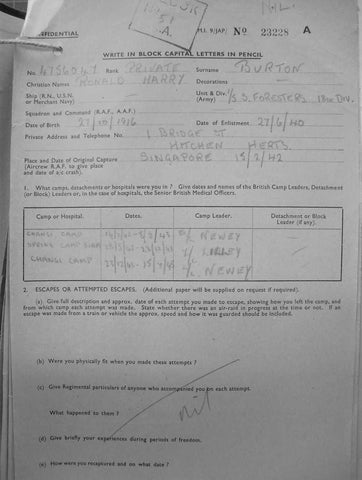 CONFIDENTIAL
51
A.
M.I. 9/JAP/ No 23228 A
WRITE IN BLOCK CAPITAL LETTERS IN PENCIL
No. Rank PRIVATE Surname BURTON
Christian Names RONALD HARRY Decorations
Ship (R.N., U.S.N. or Merchant Navy) Unit & Div. (Army) 1/5 S. FORESTERS 18TH DIV.
Squadron and Command (R.A.F., A.A.F.)
Date of Birth 27/10/1916 Date of Enlistment 27/6/40
Private Address and Telephone No. 1 BRIDGE ST
HITCHEN HERTS.
Place and Date of Original Capture SINGAPORE 15/2/42
(Aircrew R.A.F. to give place
and date of a/c crash).
1. What camps, detachments or hospitals were you in? Give dates and names of the British Camp Leaders, Detachment
(or Block) Leaders or, in the case of hospitals, the Senior British Medical Officers.
Camp or Hospital. Dates. Camp Leader. Detachment or Block Leader (if any).
CHANGI CAMP NEWEY
CAMP
CHANGI CAMP NEWEY
2. ESCAPES OR ATTEMPTED ESCAPES. (Additional paper will be supplied on request if required).
(a) Give full description and approx. date of each attempt you made to escape, showing how you left the camp, and
from which camp each attempt was made. State whether there was an air-raid in progress at the time or not. If an
escape was made from a train or vehicle the approx. speed and how it was guarded should be included.
(b) Were you physically fit when you made these attempts?
(c) Give Regimental particulars of anyone who accompanied you on each attempt.
nil
What happened to them?
(d) Give briefly your experiences during periods of freedom.
(e) How were you recaptured and on what date?